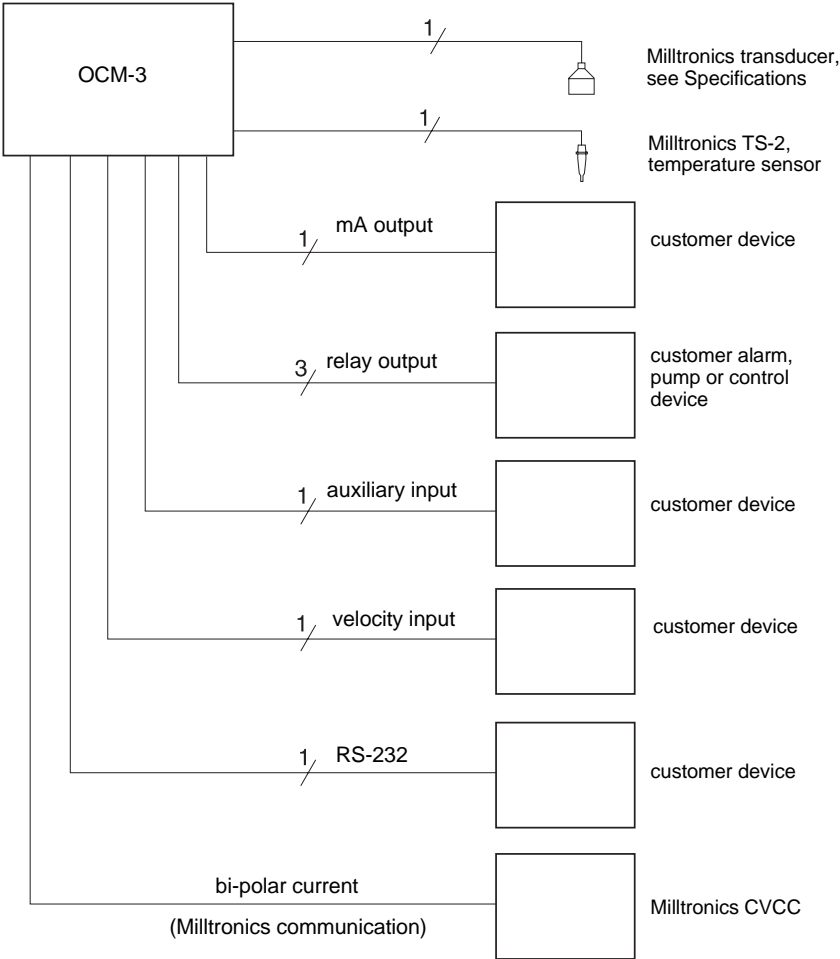 OCM-3
1
Milltronics transducer,
see Specifications
1
Milltronics TS-2,
temperature sensor
1
mA output
customer device
3
relay output
customer alarm,
pump or control
device
1
auxiliary input
customer device
1
velocity input
customer device
1
RS-232
customer device
bi-polar current
(Milltronics communication)
Milltronics CVCC